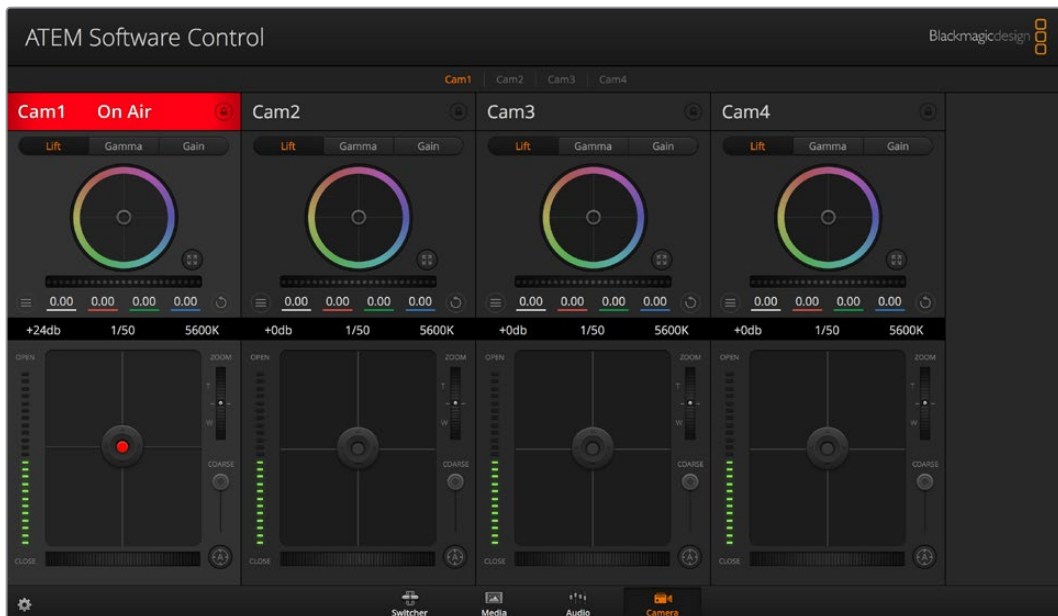 ATEM Software Control
Blackmagicdesign
Cam1 Cam2 Cam3 Cam4
Cam1 On Air Cam2 Cam3 Cam4
Lift Gamma Gain Lift Gamma Gain Lift Gamma Gain Lift Gamma Gain
0.00 0.00 0.00 0.00 0.00 0.00 0.00 0.00 0.00 0.00 0.00 0.00 0.00 0.00 0.00 0.00
+24db 1/50 5600K +0db 1/50 5600K +0db 1/50 5600K +0db 1/50 5600K
OPEN ZOOM OPEN ZOOM OPEN ZOOM OPEN ZOOM
T T T T
W W W W
COARSE COARSE COARSE COARSE
CLOSE A CLOSE A CLOSE A CLOSE A
Switcher Media Audio Camera